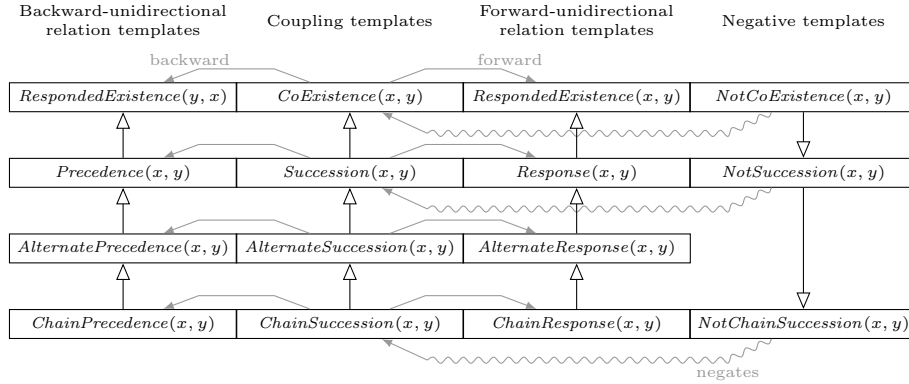 Backward-unidirectional
relation templates
Coupling templates
Forward-unidirectional
relation templates
Negative templates
backward
forward
RespondedExistence(y, x)
CoExistence(x, y)
RespondedExistence(x, y)
NotCoExistence(x, y)
Precedence(x, y)
Succession(x, y)
Response(x, y)
NotSuccession(x, y)
AlternatePrecedence(x, y)
AlternateSuccession(x, y)
AlternateResponse(x, y)
ChainPrecedence(x, y)
ChainSuccession(x, y)
ChainResponse(x, y)
NotChainSuccession(x, y)
negates